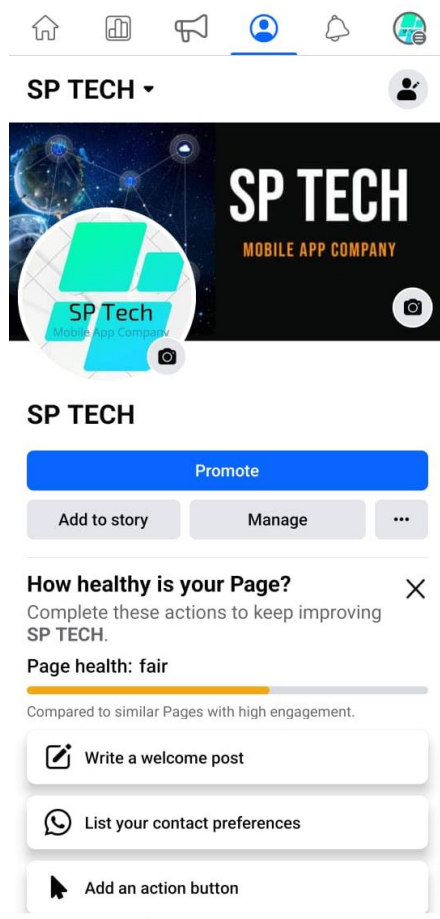 SP TECH
SP TECH
MOBILE APP COMPANY
SP Tech
Mobile App Company
SP TECH
Promote
Add to story
Manage
How healthy is your Page?
Complete these actions to keep improving
SP TECH.
Page health: fair
Compared to similar Pages with high engagement.
Write a welcome post
List your contact preferences
Add an action button